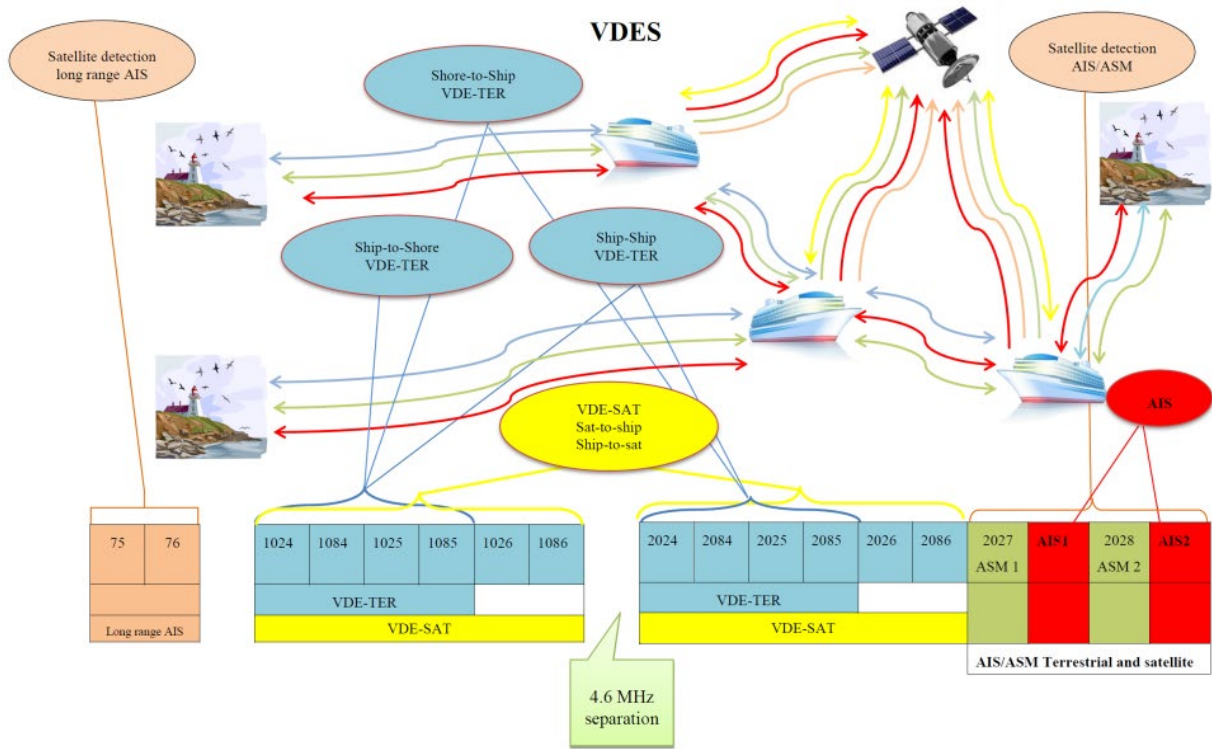 VDES
Satellite detection
long range AIS
Shore-to-Ship
VDE-TER
Satellite detection
AIS/ASM
Ship-to-Shore
VDE-TER
Ship-Ship
VDE-TER
VDE-SAT
Sat-to-ship
Ship-to-sat
AIS
75 76
1024 1084 1025 1085 1026 1086
2024 2084 2025 2085 2026 2086
2027
ASM 1
AIS1
2028
ASM 2
AIS2
Long range AIS
VDE-TER
VDE-SAT
VDE-TER
VDE-SAT
AIS/ASM Terrestrial and satellite
4.6 MHz
separation